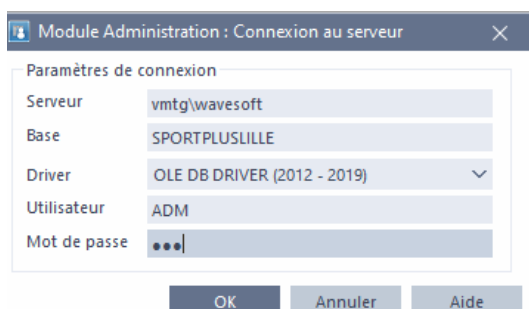 Module Administration : Connexion au serveur
Paramètres de connexion
Serveur vmtg\wavesoft
Base SPORTPLUSLILLE
Driver OLE DB DRIVER (2012 - 2019)
Utilisateur ADM
Mot de passe •••
OK Annuler Aide